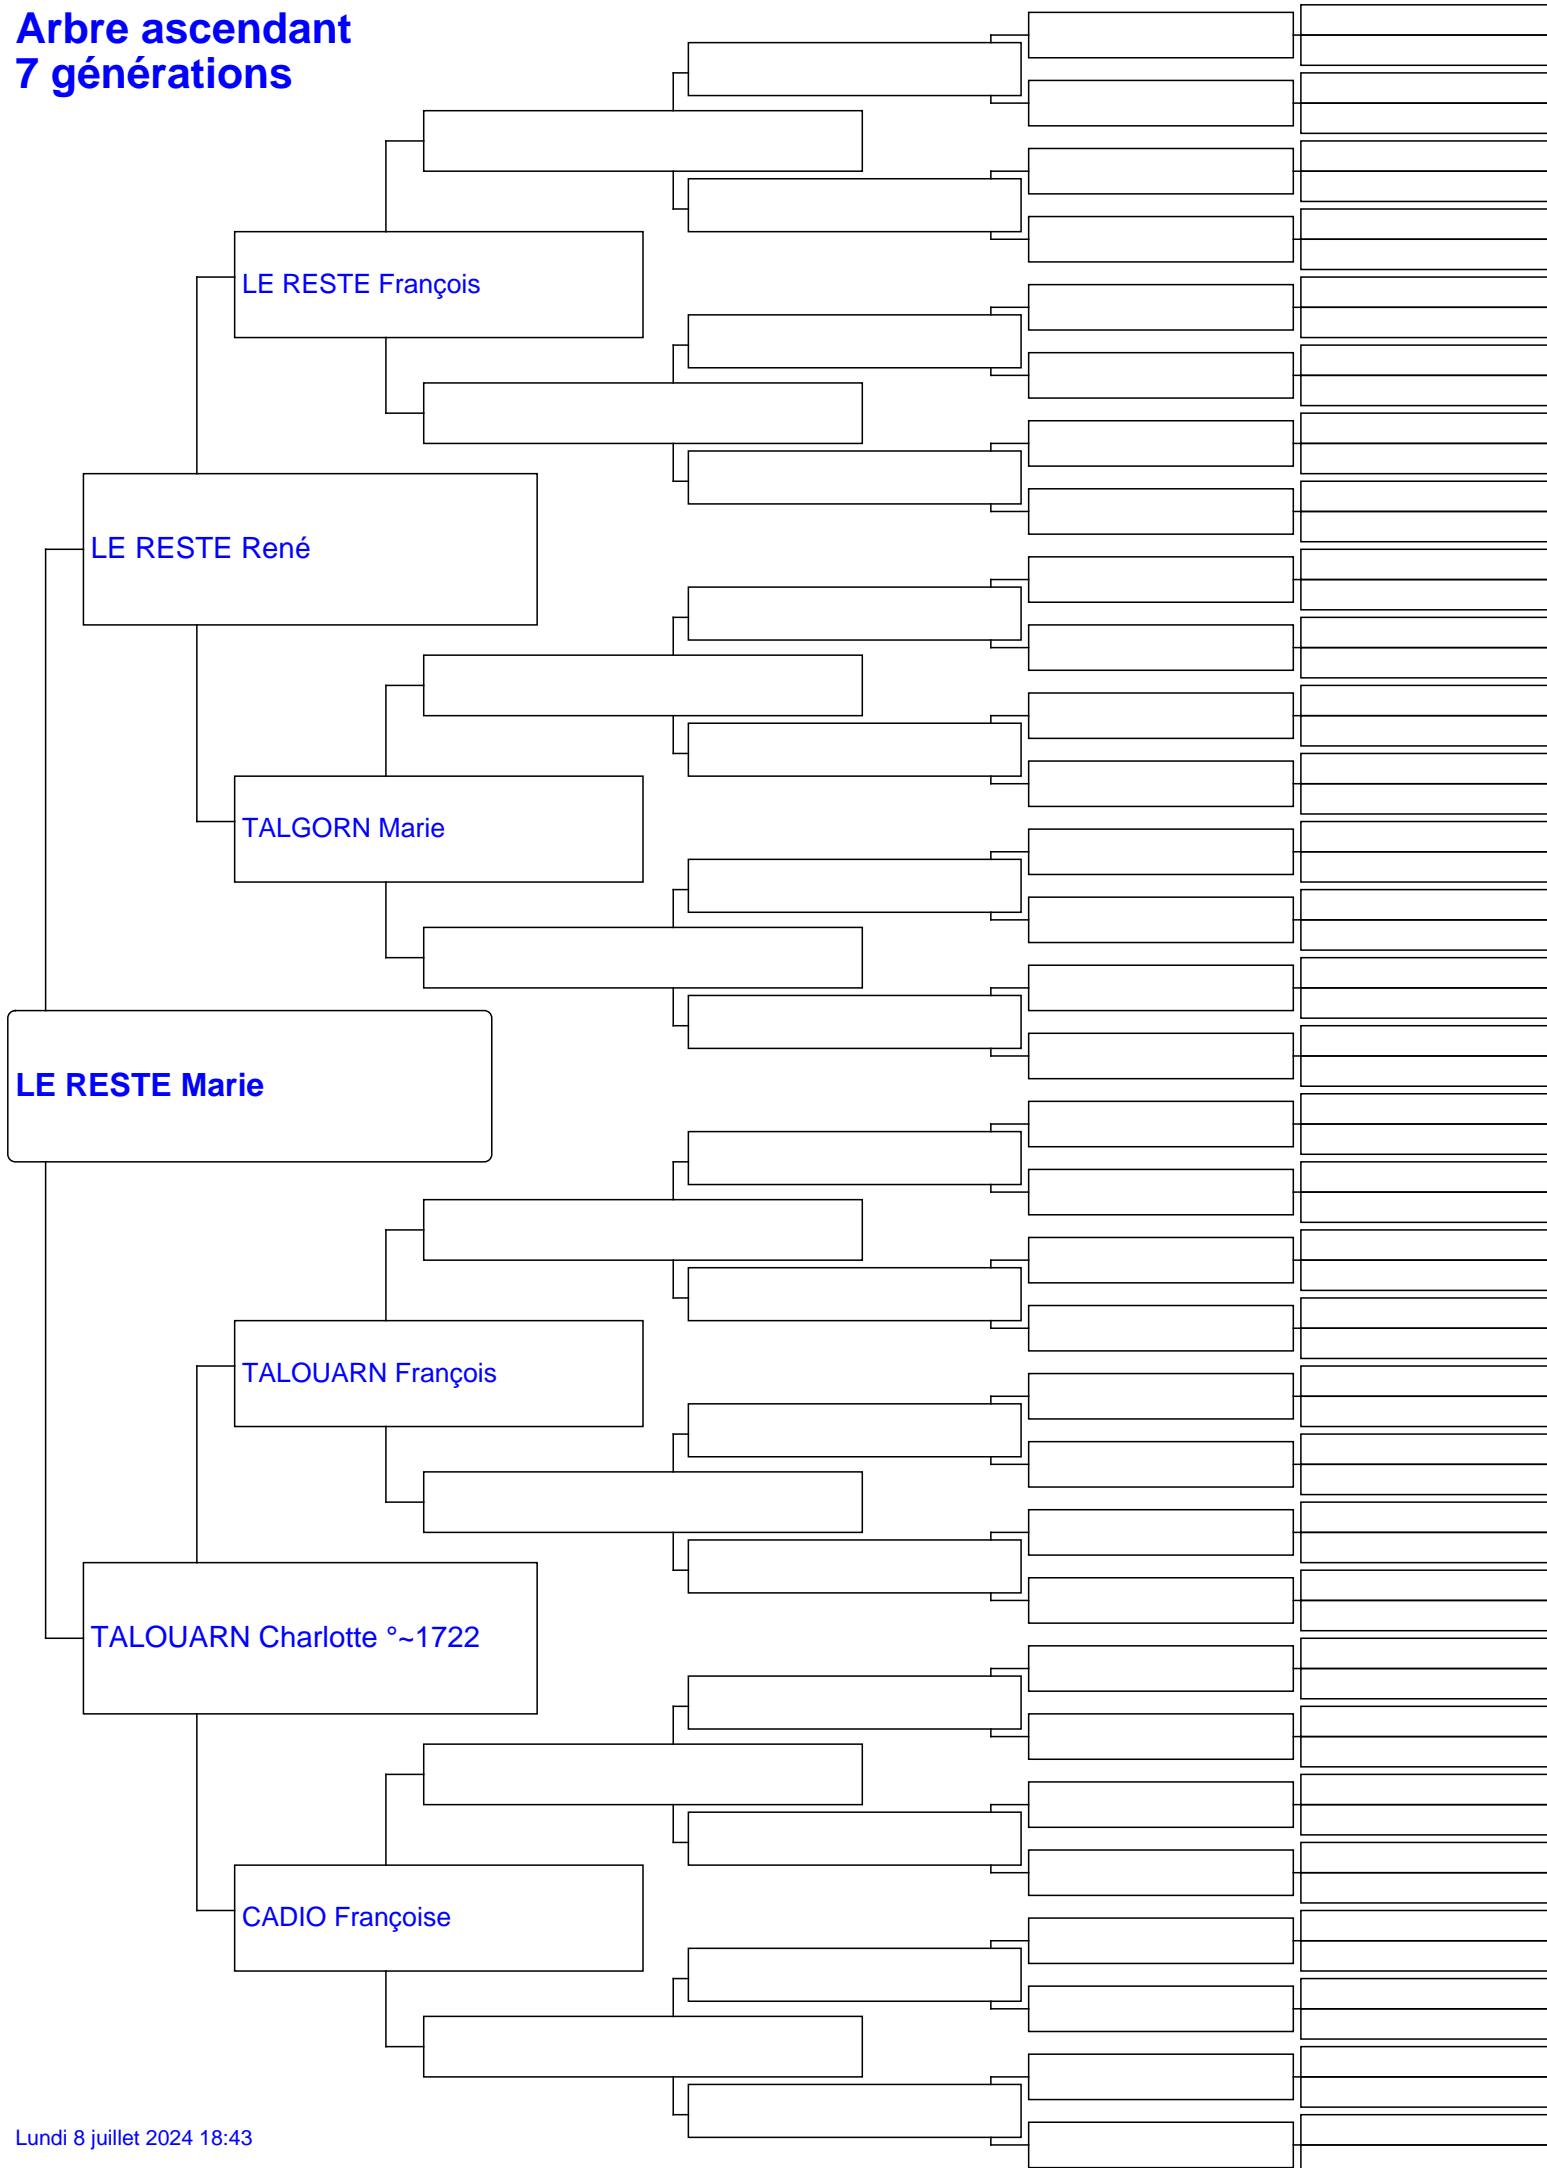 Arbre ascendant
7 générations
LE RESTE François
LE RESTE René
TALGORN Marie
LE RESTE Marie
TALOUARN François
TALOUARN Charlotte °~1722
CADIO Françoise
Lundi 8 juillet 2024 18:43